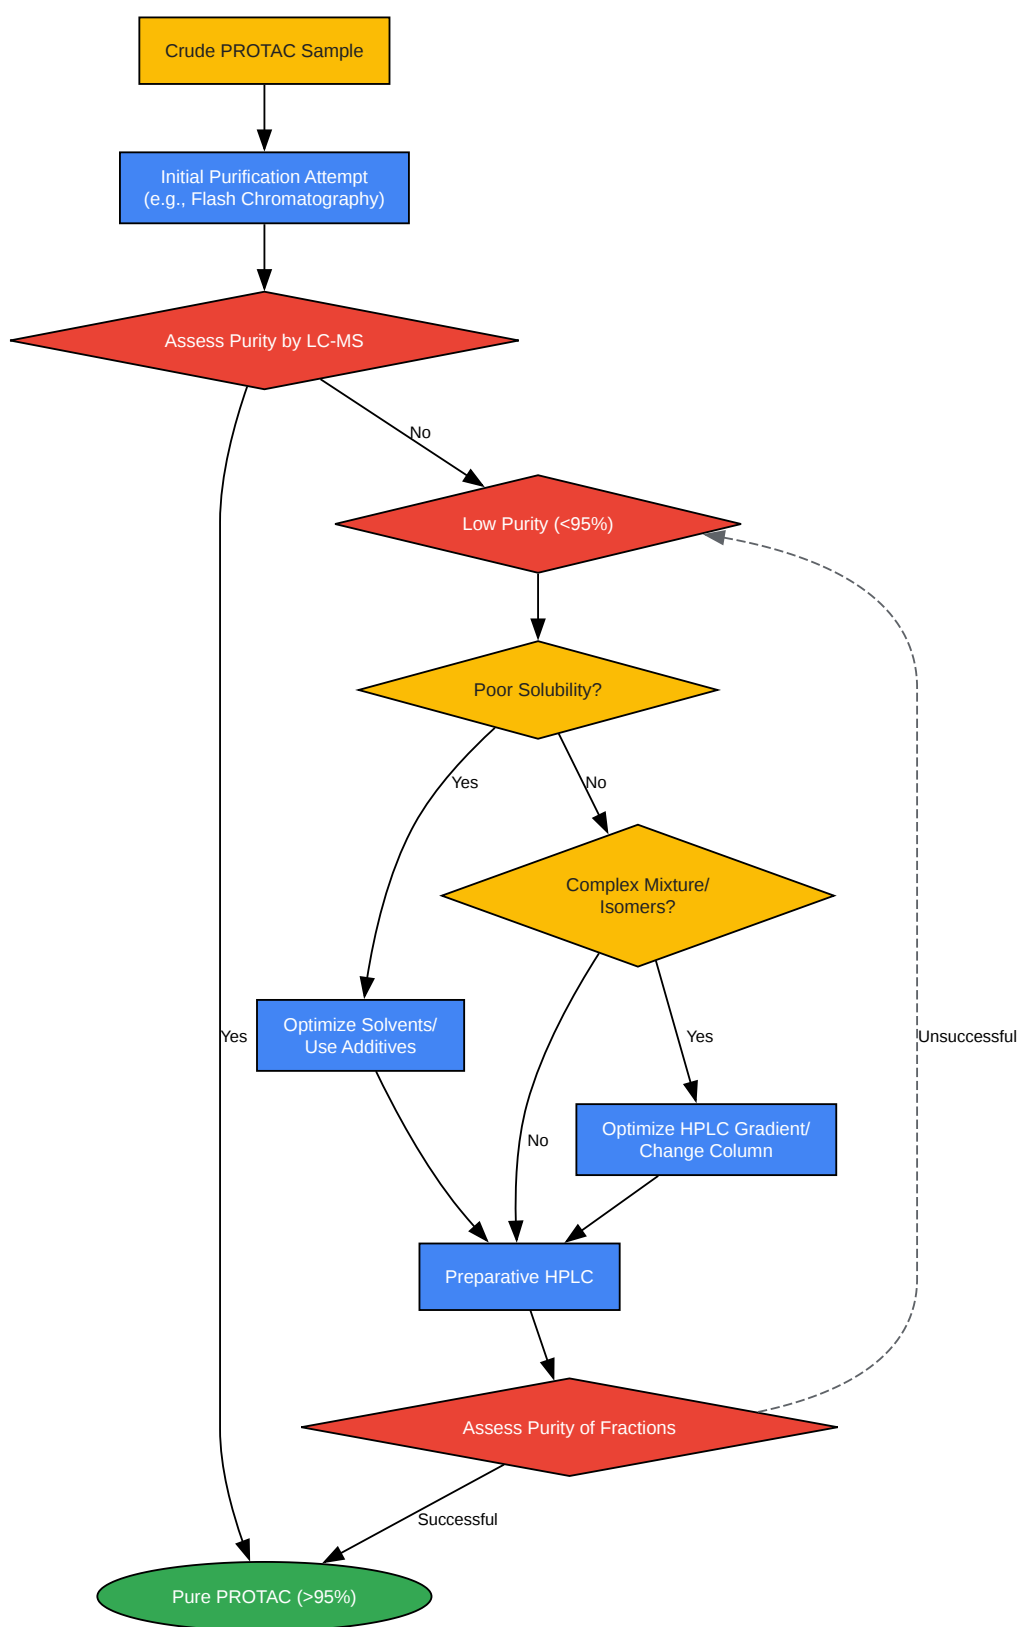 Crude PROTAC Sample
Initial Purification Attempt
(e.g., Flash Chromatography)
Assess Purity by LC-MS
No
Low Purity (<95%)
Poor Solubility?
Yes
No
Complex Mixture/
Isomers?
Optimize Solvents/
Use Additives
Yes
Yes
Unsuccessful
Optimize HPLC Gradient/
Change Column
No
Preparative HPLC
Assess Purity of Fractions
Successful
Pure PROTAC (>95%)